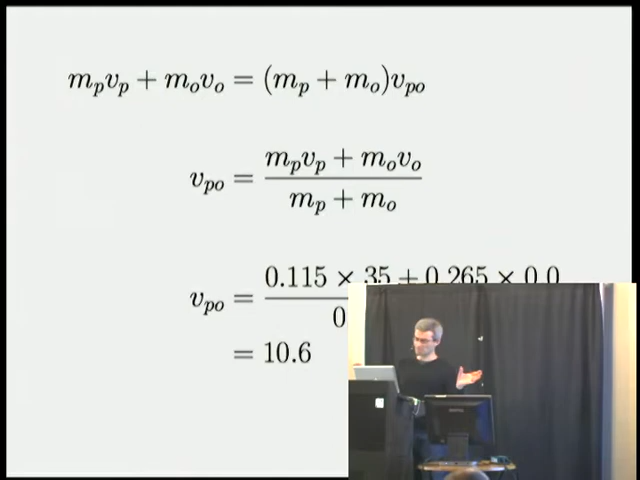 m_p v_p + m_o v_o = (m_p + m_o)v_po
v_po = (m_p v_p + m_o v_o) / (m_p + m_o)
0.115 × 35 + 0.265 × 0.0
v_po =
0
= 10.6